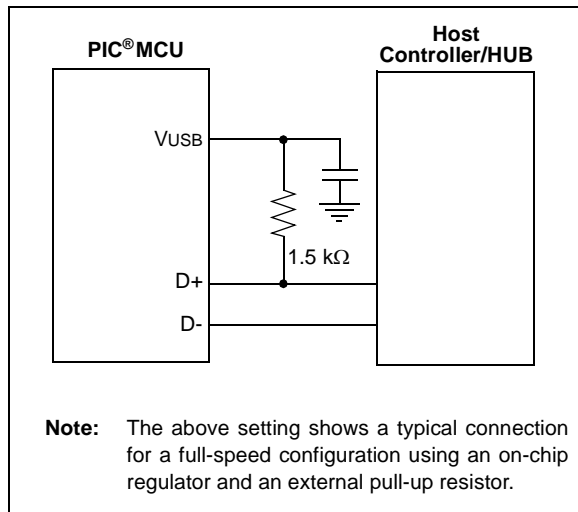 PIC®MCU
Host
Controller/HUB
VUSB
1.5 kΩ
D+
D-
Note: The above setting shows a typical connection
for a full-speed configuration using an on-chip
regulator and an external pull-up resistor.